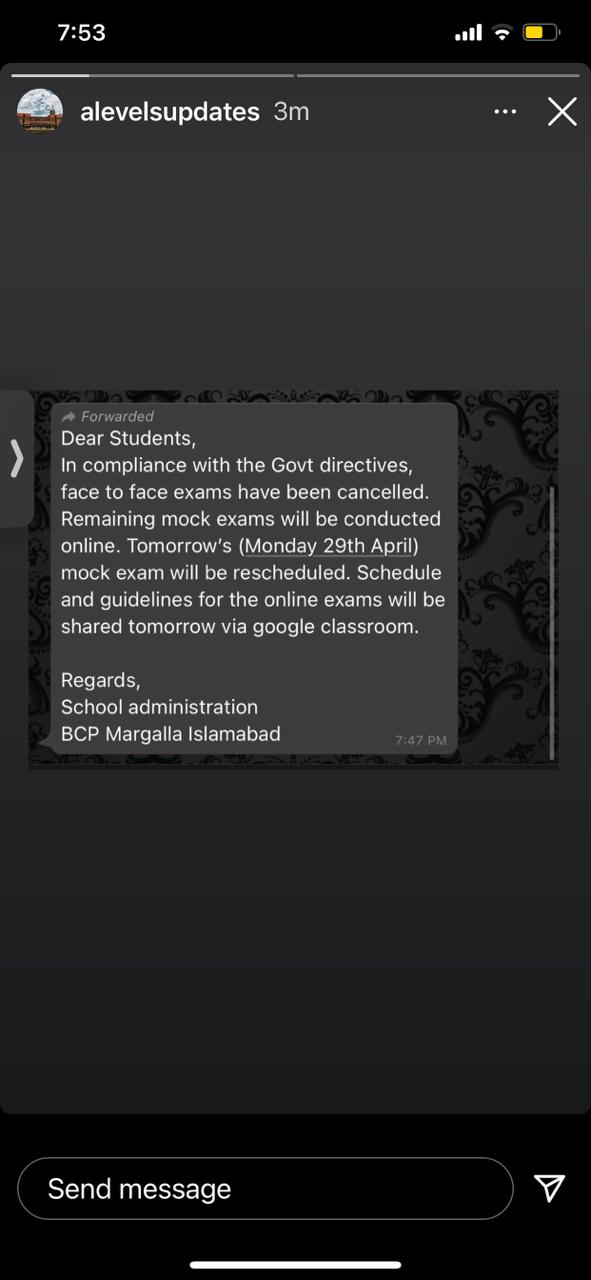 7:53
alevelsupdates 3m
Forwarded
Dear Students,
In compliance with the Govt directives,
face to face exams have been cancelled.
Remaining mock exams will be conducted
online. Tomorrow's (Monday 29th April)
mock exam will be rescheduled. Schedule
and guidelines for the online exams will be
shared tomorrow via google classroom.
Regards,
School administration
BCP Margalla Islamabad
7:47 PM
Send message